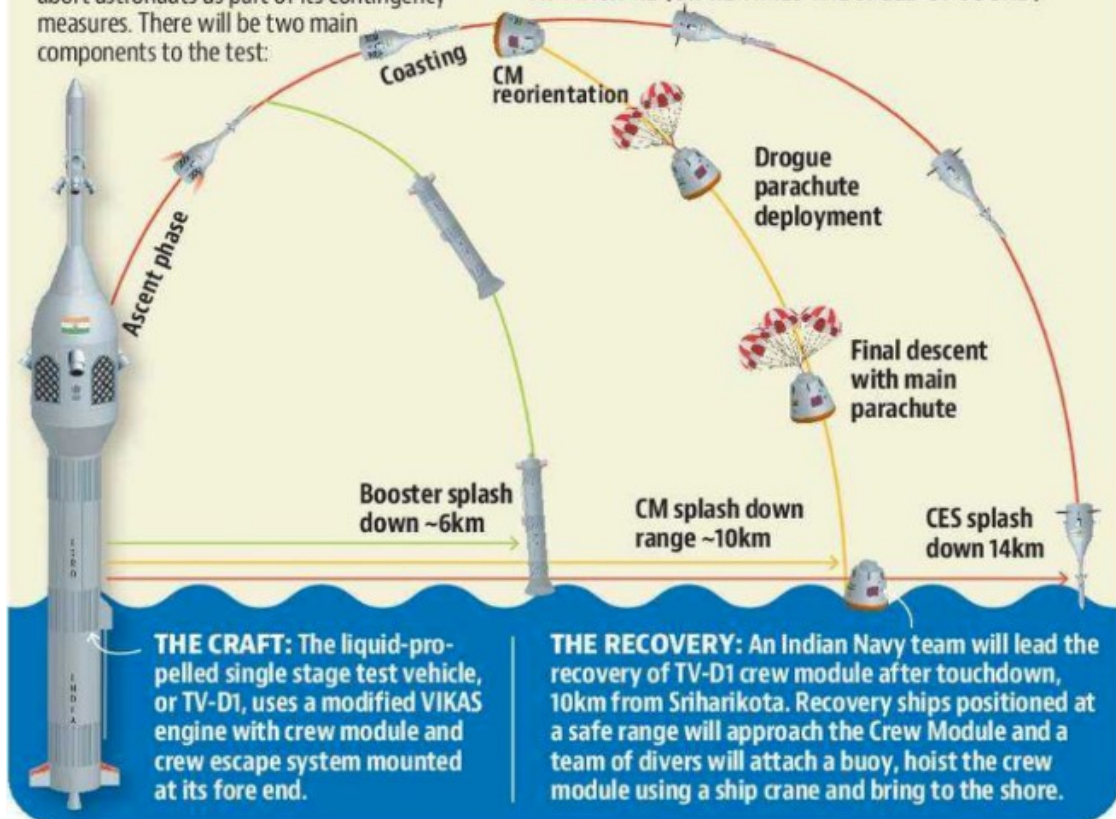 measures. There will be two main
components to the test:
Coasting
CM
reorientation
Ascent phase
Drogue
parachute
deployment
Final descent
with main
parachute
Booster splash
down ~6km
CM splash down
range ~10km
CES splash
down 14km
ISRO
INDIA
THE CRAFT: The liquid-pro-
pelled single stage test vehicle,
or TV-D1, uses a modified VIKAS
engine with crew module and
crew escape system mounted
at its fore end.
THE RECOVERY: An Indian Navy team will lead the
recovery of TV-D1 crew module after touchdown,
10km from Sriharikota. Recovery ships positioned at
a safe range will approach the Crew Module and a
team of divers will attach a buoy, hoist the crew
module using a ship crane and bring to the shore.